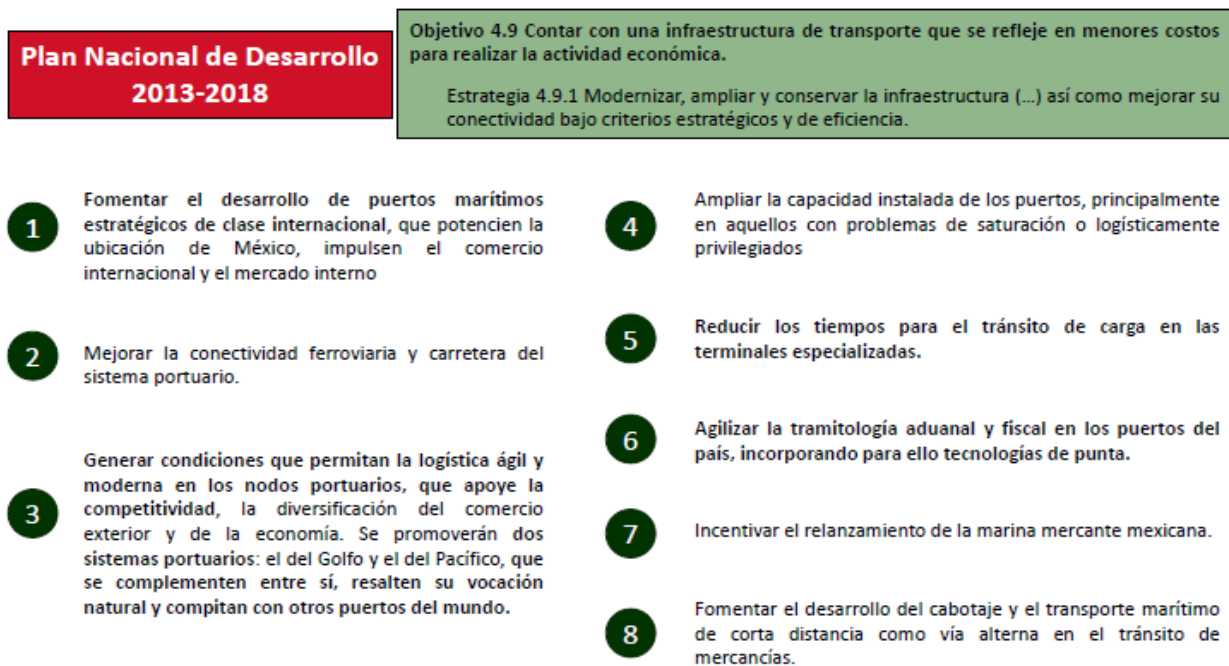 Plan Nacional de Desarrollo
2013-2018
Objetivo 4.9 Contar con una infraestructura de transporte que se refleje en menores costos
para realizar la actividad económica.
Estrategia 4.9.1 Modernizar, ampliar y conservar la infraestructura (...) así como mejorar su
conectividad bajo criterios estratégicos y de eficiencia.
1
Fomentar el desarrollo de puertos marítimos
estratégicos de clase internacional, que potencien la
ubicación de México, impulsen el comercio
internacional y el mercado interno
2
Mejorar la conectividad ferroviaria y carretera del
sistema portuario.
3
Generar condiciones que permitan la logística ágil y
moderna en los nodos portuarios, que apoye la
competitividad, la diversificación del comercio
exterior y de la economía. Se promoverán dos
sistemas portuarios: el del Golfo y el del Pacífico, que
se complementen entre sí, resalten su vocación
natural y compitan con otros puertos del mundo.
4
Ampliar la capacidad instalada de los puertos, principalmente
en aquellos con problemas de saturación o logísticamente
privilegiados
5
Reducir los tiempos para el tránsito de carga en las
terminales especializadas.
6
Agilizar la tramitología aduanal y fiscal en los puertos del
país, incorporando para ello tecnologías de punta.
7
Incentivar el relanzamiento de la marina mercante mexicana.
8
Fomentar el desarrollo del cabotaje y el transporte marítimo
de corta distancia como vía alterna en el tránsito de
mercancías.